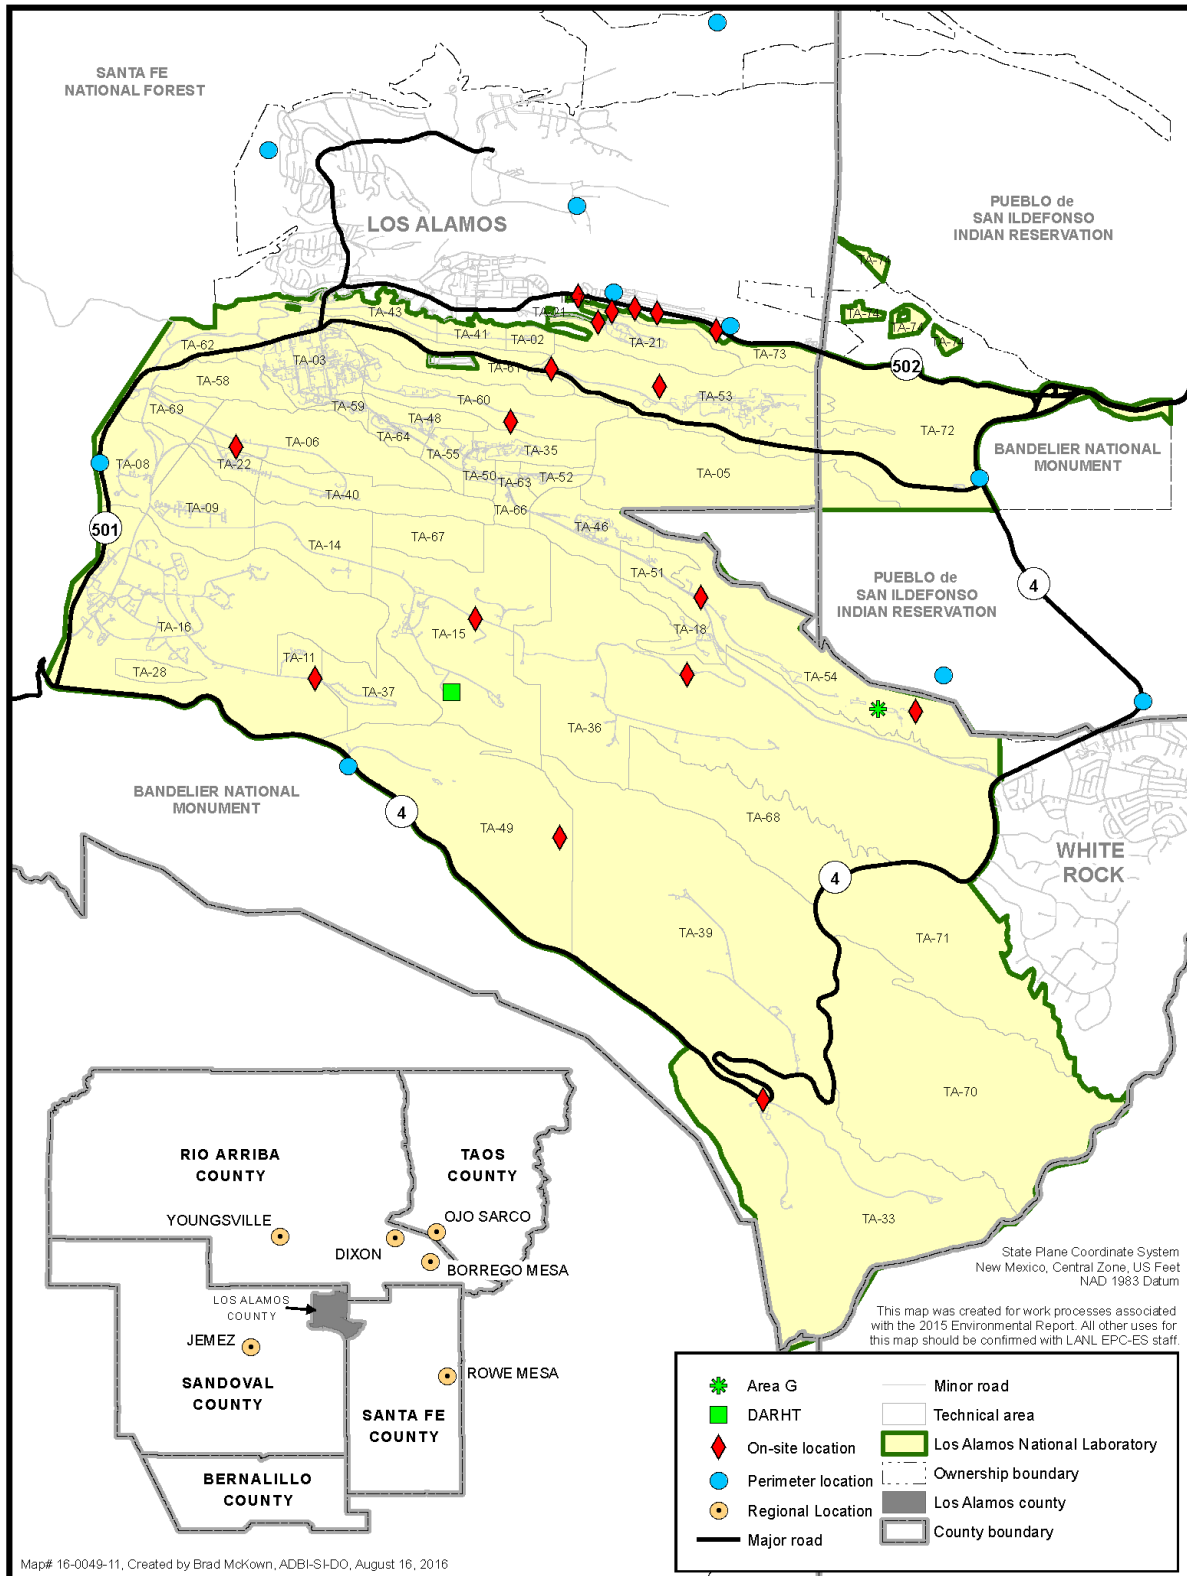 SANTA FE
NATIONAL FOREST
LOS ALAMOS
PUEBLO de
SAN ILDEFONSO
INDIAN RESERVATION
TA-74
TA-74
TA-74
TA-74
TA-43
TA-21
TA-41
TA-02
TA-21
TA-73
TA-62
TA-03
TA-61
502
TA-58
TA-53
TA-69
TA-59
TA-60
TA-48
TA-72
TA-06
TA-64
TA-35
TA-55
BANDELIER NATIONAL
MONUMENT
TA-08
TA-22
TA-50
TA-63
TA-52
TA-05
TA-40
TA-09
TA-66
501
TA-46
TA-14
TA-67
TA-51
PUEBLO de
SAN ILDEFONSO
INDIAN RESERVATION
4
TA-16
TA-15
TA-18
TA-11
TA-28
TA-37
TA-54
TA-36
BANDELIER NATIONAL
MONUMENT
4
TA-49
TA-68
WHITE
ROCK
4
TA-39
TA-71
TA-70
TA-33
RIO ARRIBA
COUNTY
TAOS
COUNTY
YOUNGSVILLE
OJO SARCO
DIXON
BORREGO MESA
LOS ALAMOS
COUNTY
JEMEZ
ROWE MESA
SANDOVAL
COUNTY
SANTA FE
COUNTY
BERNALILLO
COUNTY
State Plane Coordinate System
New Mexico, Central Zone, US Feet
NAD 1983 Datum
This map was created for work processes associated
with the 2015 Environmental Report. All other uses for
this map should be confirmed with LANL EPC-ES staff.
Area G
DARHT
On-site location
Perimeter location
Regional Location
Major road
Minor road
Technical area
Los Alamos National Laboratory
Ownership boundary
Los Alamos county
County boundary
Map# 16-0049-11, Created by Brad McKown, ADBI-SI-DO, August 16, 2016